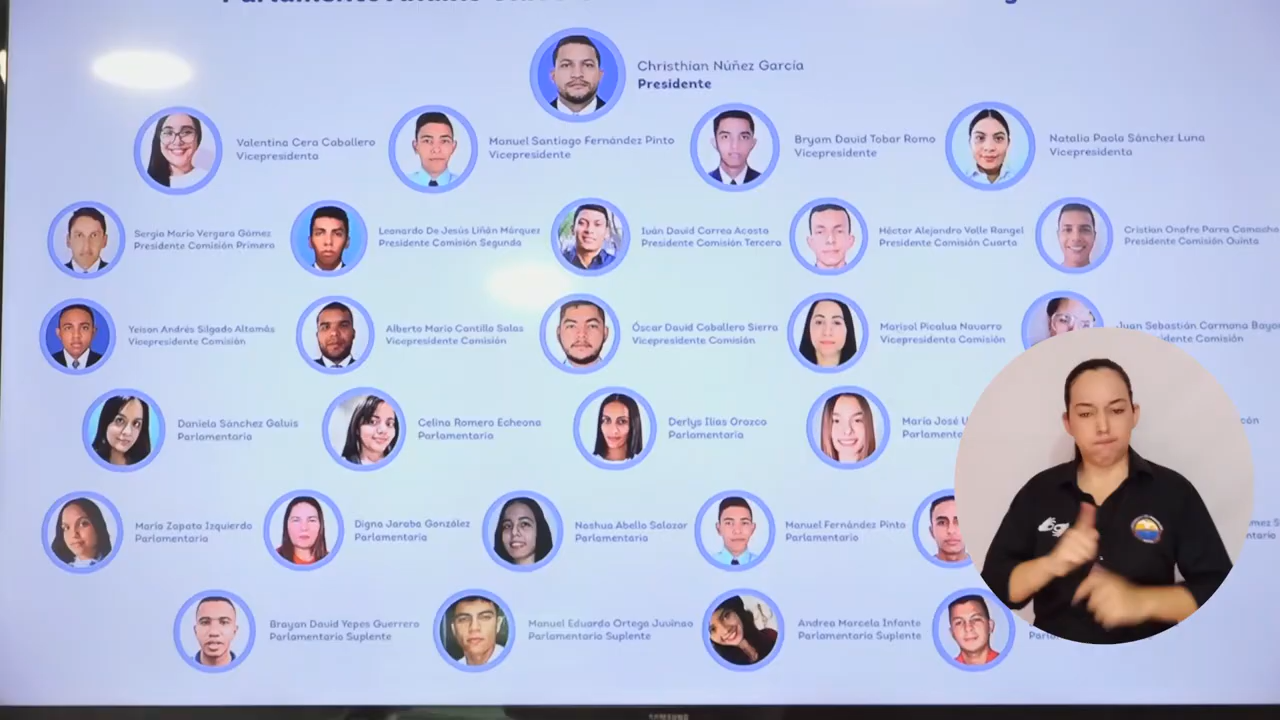 Christhian Núñez García
Presidente
Valentina Cera Caballero
Vicepresidenta
Manuel Santiago Fernández Pinto
Vicepresidente
Bryam David Tobar Romo
Vicepresidente
Natalia Paola Sánchez Luna
Vicepresidenta
Sergio Mario Vergara Gómez
Presidente Comisión Primera
Leonardo De Jesús Liñán Márquez
Presidente Comisión Segunda
Iván David Correa Acosta
Presidente Comisión Tercera
Héctor Alejandro Valle Rangel
Presidente Comisión Cuarta
Cristian Onofre Parra Camacho
Presidente Comisión Quinta
Yeison Andrés Silgado Altamás
Vicepresidente Comisión
Alberto Mario Cantillo Salas
Vicepresidente Comisión
Óscar David Caballero Sierra
Vicepresidente Comisión
Marisol Picalua Navarro
Vicepresidenta Comisión
Juan Sebastián Carmona
Comisión
Daniela Sánchez Galuis
Parlamentaria
Celina Romero Echeona
Parlamentaria
Derlys Ilias Orozco
Parlamentaria
María José
María Zapata Izquierdo
Parlamentaria
Digna Jaraba González
Parlamentaria
Nashua Abello Salazar
Parlamentaria
Manuel Fernández Pinto
Parlamentario
Brayan David Yepes Guerrero
Parlamentario Suplente
Manuel Eduardo Ortega Juvinao
Parlamentario Suplente
Andrea Marcela Infante
Parlamentaria Suplente
SAMSUNG